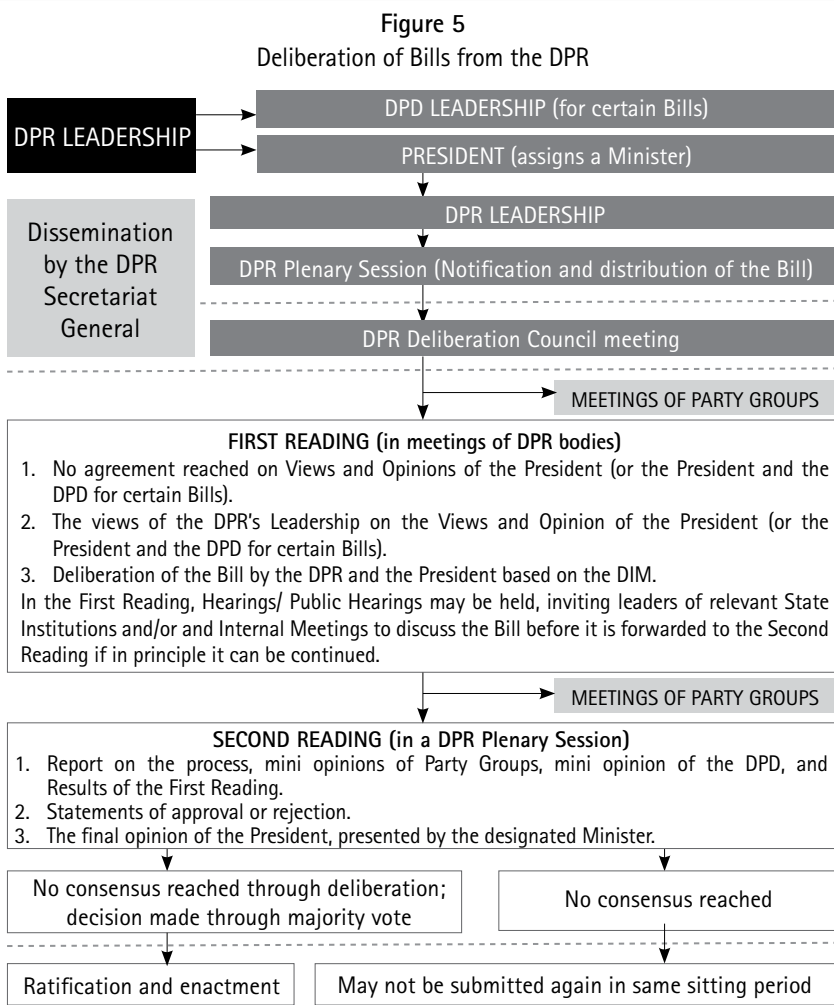 Figure 5
Deliberation of Bills from the DPR
DPR LEADERSHIP
DPD LEADERSHIP (for certain Bills)
PRESIDENT (assigns a Minister)
Dissemination
by the DPR
Secretariat
General
DPR LEADERSHIP
DPR Plenary Session (Notification and distribution of the Bill)
DPR Deliberation Council meeting
MEETINGS OF PARTY GROUPS
FIRST READING (in meetings of DPR bodies)
1. No agreement reached on Views and Opinions of the President (or the President and the
DPD for certain Bills).
2. The views of the DPR's Leadership on the Views and Opinion of the President (or the
President and the DPD for certain Bills).
3. Deliberation of the Bill by the DPR and the President based on the DIM.
In the First Reading, Hearings/ Public Hearings may be held, inviting leaders of relevant State
Institutions and/or and Internal Meetings to discuss the Bill before it is forwarded to the Second
Reading if in principle it can be continued.
MEETINGS OF PARTY GROUPS
SECOND READING (in a DPR Plenary Session)
1. Report on the process, mini opinions of Party Groups, mini opinion of the DPD, and
Results of the First Reading.
2. Statements of approval or rejection.
3. The final opinion of the President, presented by the designated Minister.
No consensus reached through deliberation;
decision made through majority vote
No consensus reached
Ratification and enactment
May not be submitted again in same sitting period